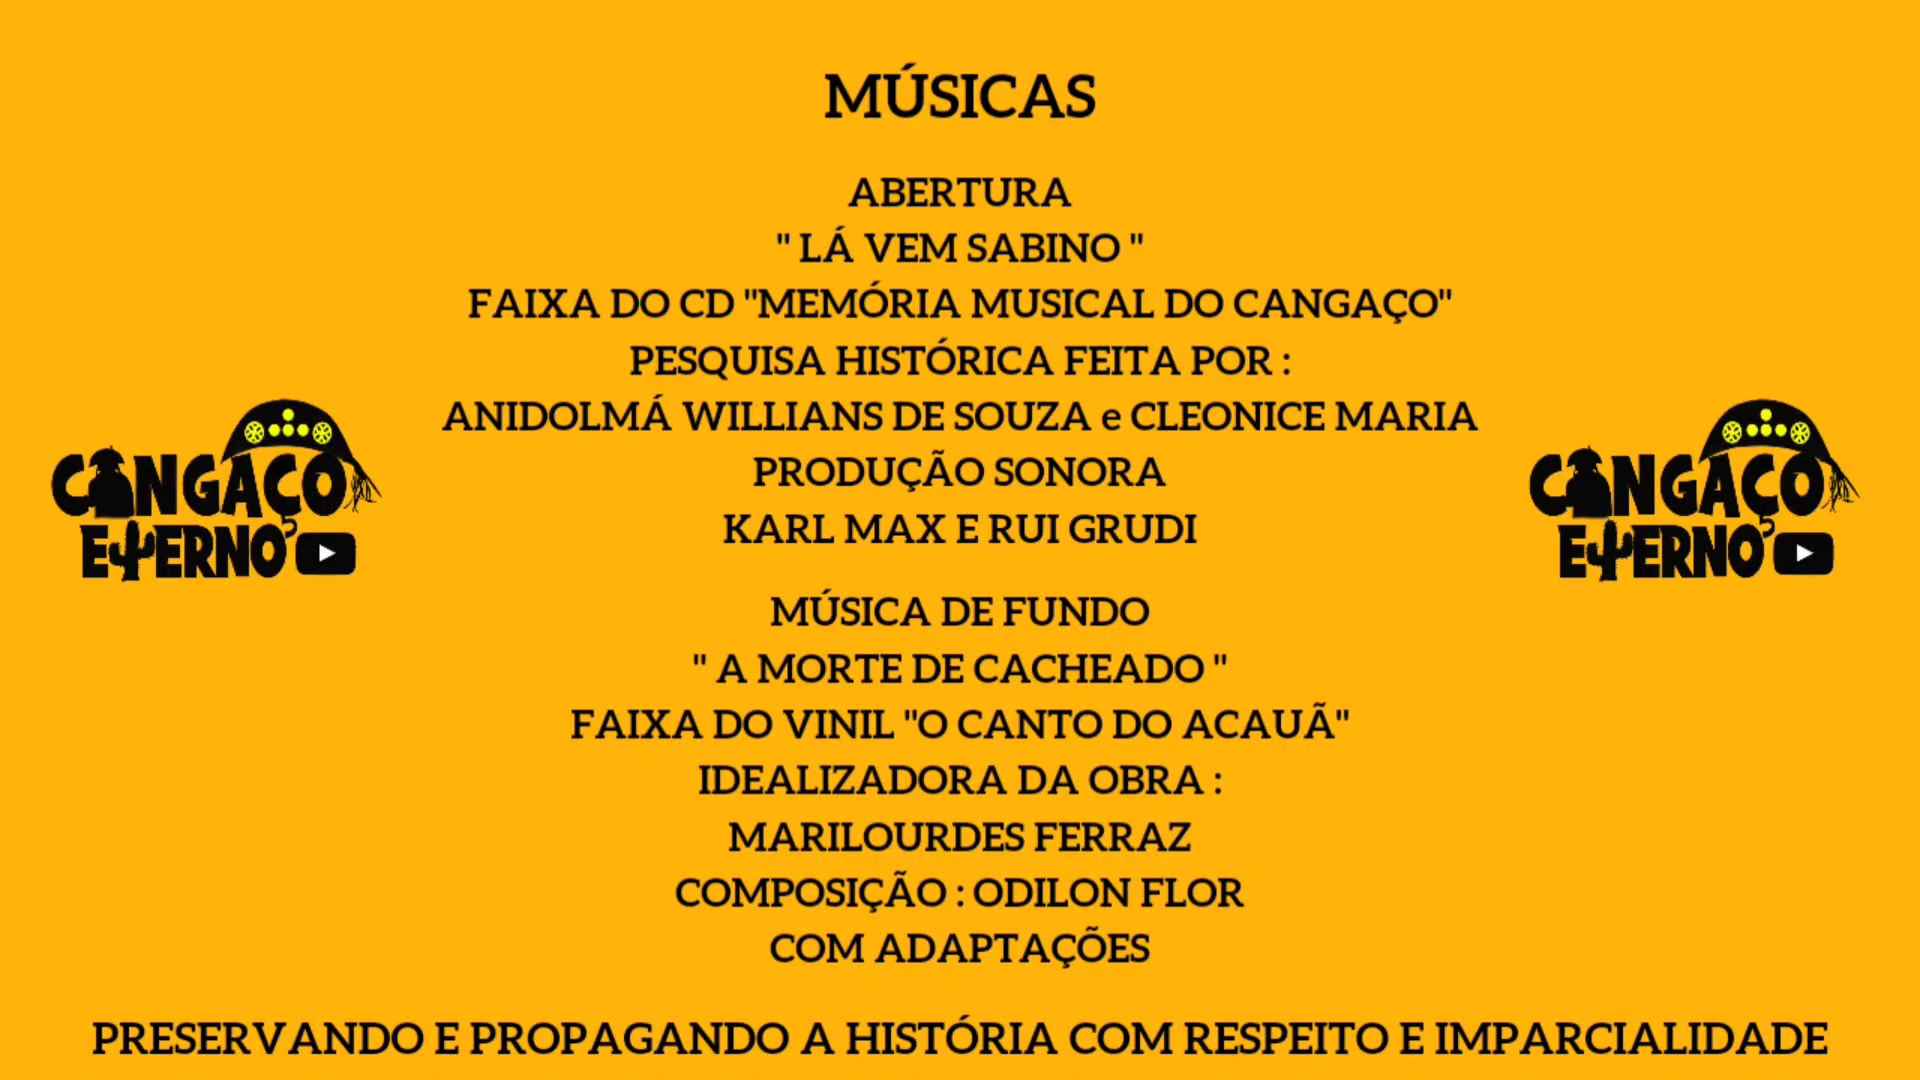 MÚSICAS
ABERTURA
" LÁ VEM SABINO "
FAIXA DO CD "MEMÓRIA MUSICAL DO CANGAÇO"
PESQUISA HISTÓRICA FEITA POR :
ANIDOLMÁ WILLIANS DE SOUZA e CLEONICE MARIA
PRODUÇÃO SONORA
KARL MAX E RUI GRUDI
CANGAÇO
ETERNO
CANGAÇO
ETERNO
MÚSICA DE FUNDO
" A MORTE DE CACHEADO "
FAIXA DO VINIL "O CANTO DO ACAUÃ"
IDEALIZADORA DA OBRA :
MARILOURDES FERRAZ
COMPOSIÇÃO : ODILON FLOR
COM ADAPTAÇÕES
PRESERVANDO E PROPAGANDO A HISTÓRIA COM RESPEITO E IMPARCIALIDADE